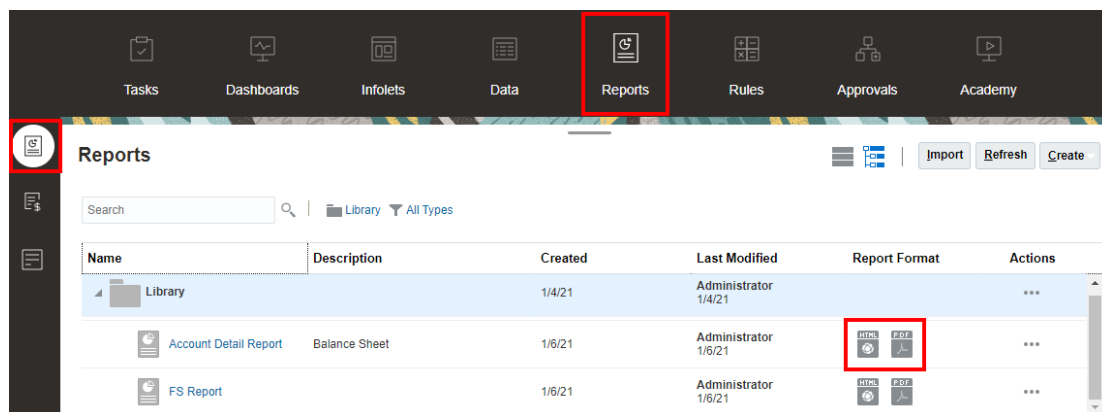 Tasks Dashboards Infolets Data Reports Rules Approvals Academy
Reports Import Refresh Create
Search Library All Types
Name Description Created Last Modified Report Format Actions
Library 1/4/21 Administrator
1/4/21
HTML PDF
Account Detail Report Balance Sheet 1/6/21 Administrator
1/6/21
HTML PDF
FS Report 1/6/21 Administrator
1/6/21